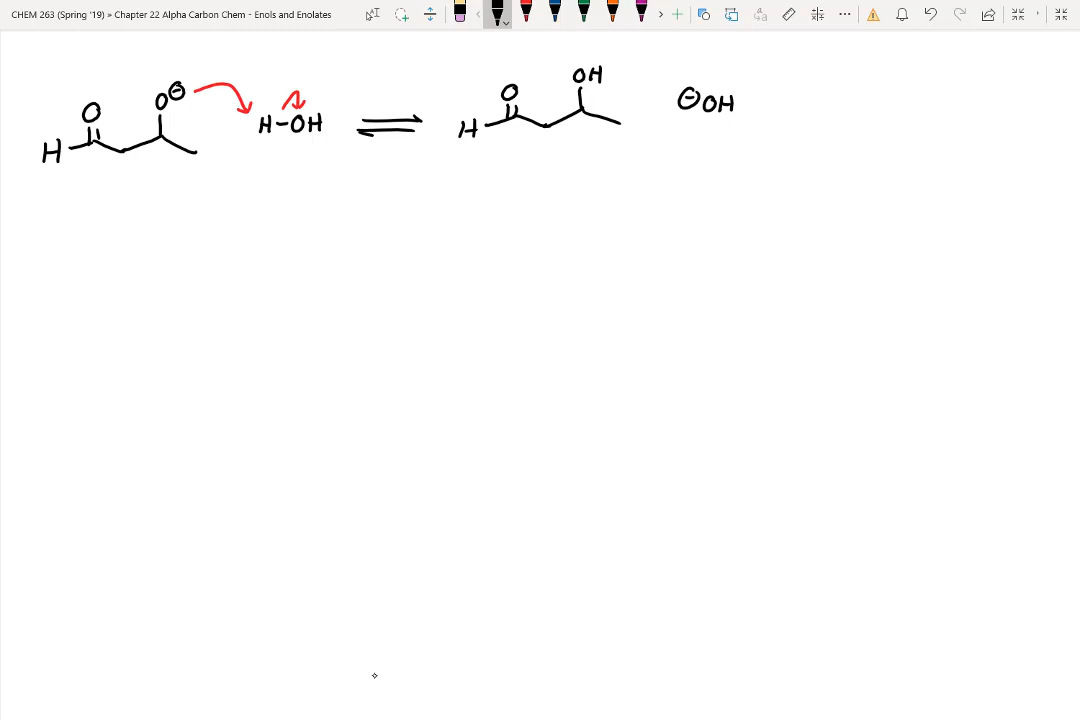 CHEM 263 (Spring '19) » Chapter 22 Alpha Carbon Chem - Enols and Enolates
O O⊖ H-OH O OH ⊖OH
H H